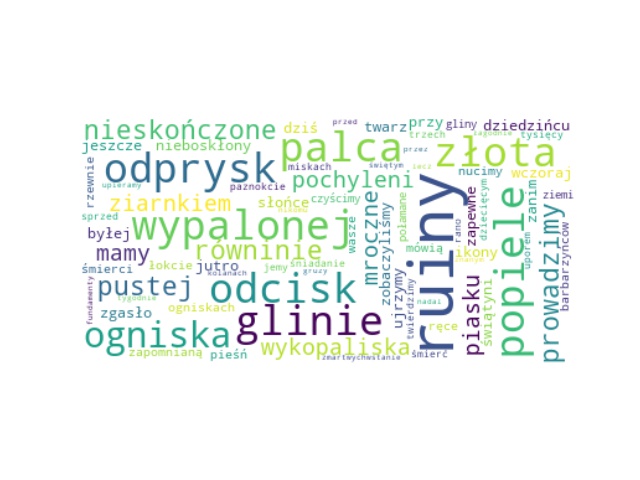 nieskończone dziś palca przed twarz przy gliny dziedzińcu
jeszcze nieboskłony trzech przez złota tysięcy łagodnie
rzewnie odprysk miskach świętym nucimy wczoraj
upieramy paznokcie pochyleni dziecięcym zanim ziemi
ziarnkiem słońce czyścimy mroczne połamane ruiny zapewne popiele
sprzed wypalonej wasze zobaczyliśmy rano
byłej równinie mówią ikony uporem prowadzimy barbarzyńców
mamy łokcie jutro jemy śniadanie
śmierci kolanach gruzy ujrzymy
pustej odcisk twierdzimy nadal piasku świątyni
fundamenty tygodnie
zgasło ogniskach glinie ręce
ogniska wykopaliska
zapomnianą pieśń zmartwychwstanie śmierć